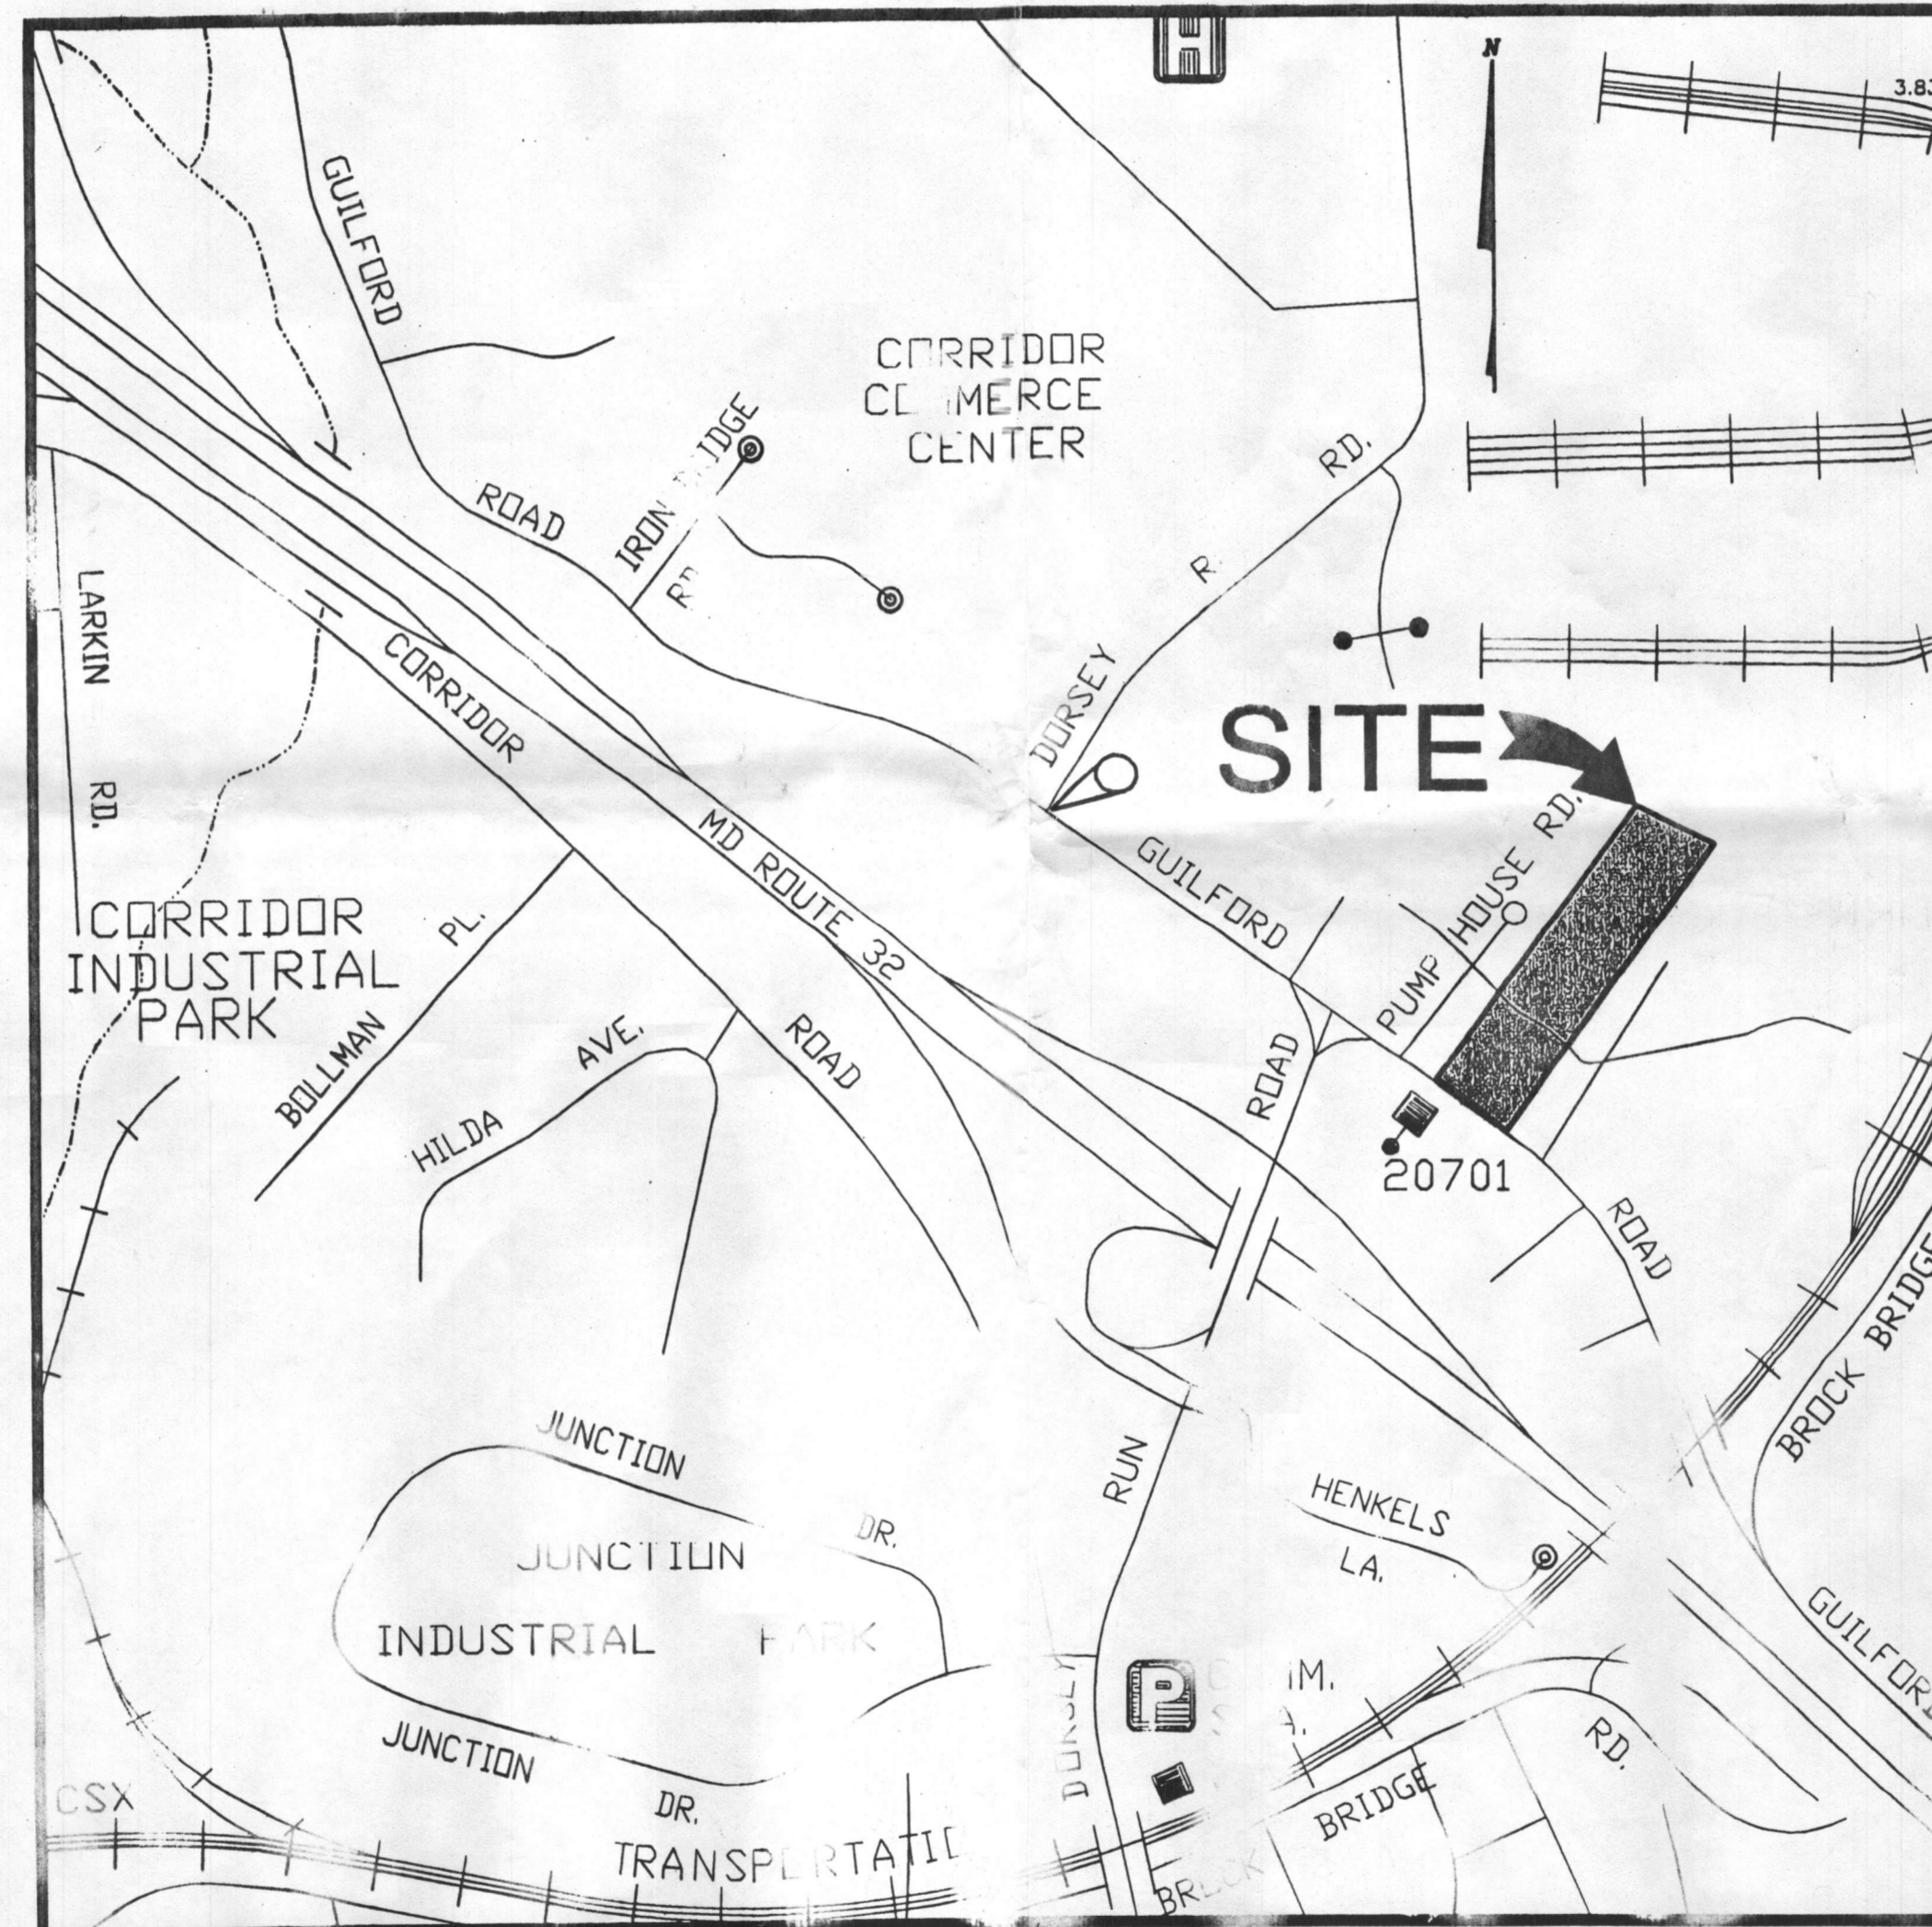 H
N
3.83
GUILFORD
ROAD
IRON
RD
CORRIDOR
COMMERCE
CENTER
RD.
DORSEY
SITE
LARKIN
RD.
CORRIDOR
ROAD
MD ROUTE 32
GUILFORD
PUMP HOUSE RD.
CORRIDOR
INDUSTRIAL
PARK
BOLLMAN
PL.
HILDA
AVE.
ROAD
20701
ROAD
BROCK BRIDGE
JUNCTION
DR.
JUNCTION
INDUSTRIAL PARK
JUNCTION
DR.
RUN
DORSEY
HENKELS
LA.
P
GUILFORD
RD.
BRIDGE
CSX